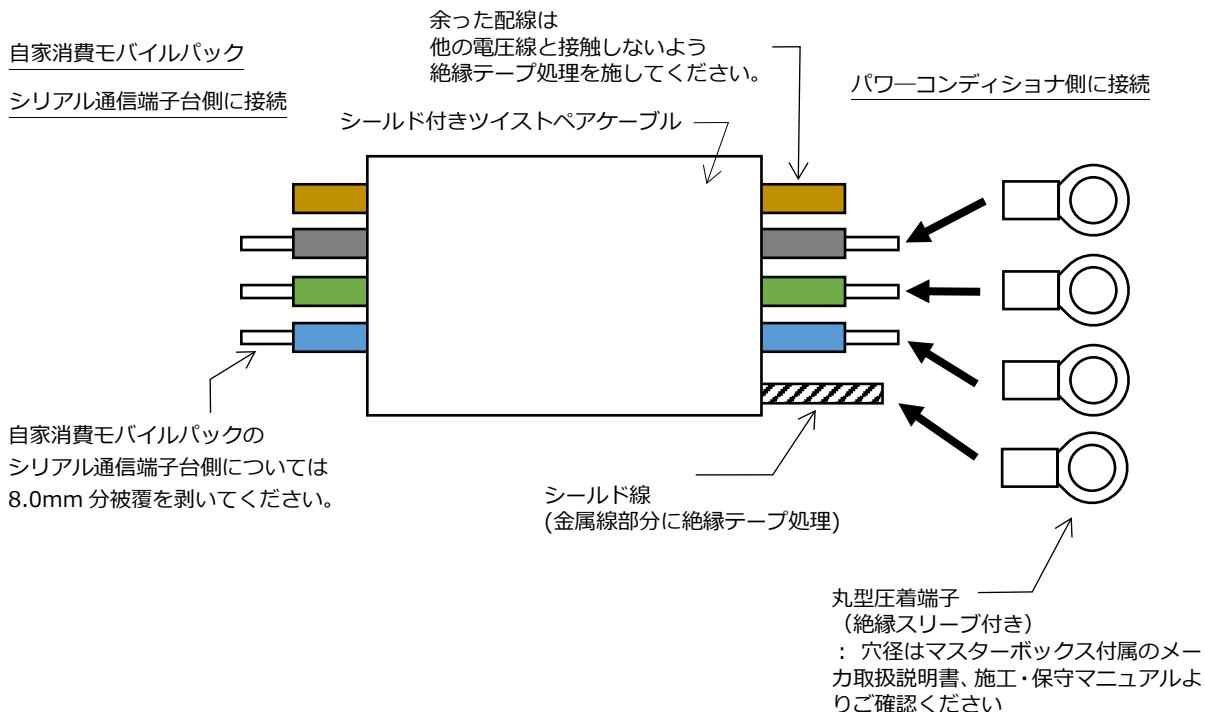 余った配線は
他の電圧線と接触しないよう
絶縁テープ処理を施してください。
自家消費モバイルパック
シリアル通信端子台側に接続
パワーコンディショナ側に接続
シールド付きツイストペアケーブル
自家消費モバイルパックの
シリアル通信端子台側については
8.0mm 分被覆を剥いてください。
シールド線
(金属線部分に絶縁テープ処理)
丸型圧着端子
（絶縁スリーブ付き）
： 穴径はマスターボックス付属のメー
カ取扱説明書、施工・保守マニュアルよ
りご確認ください